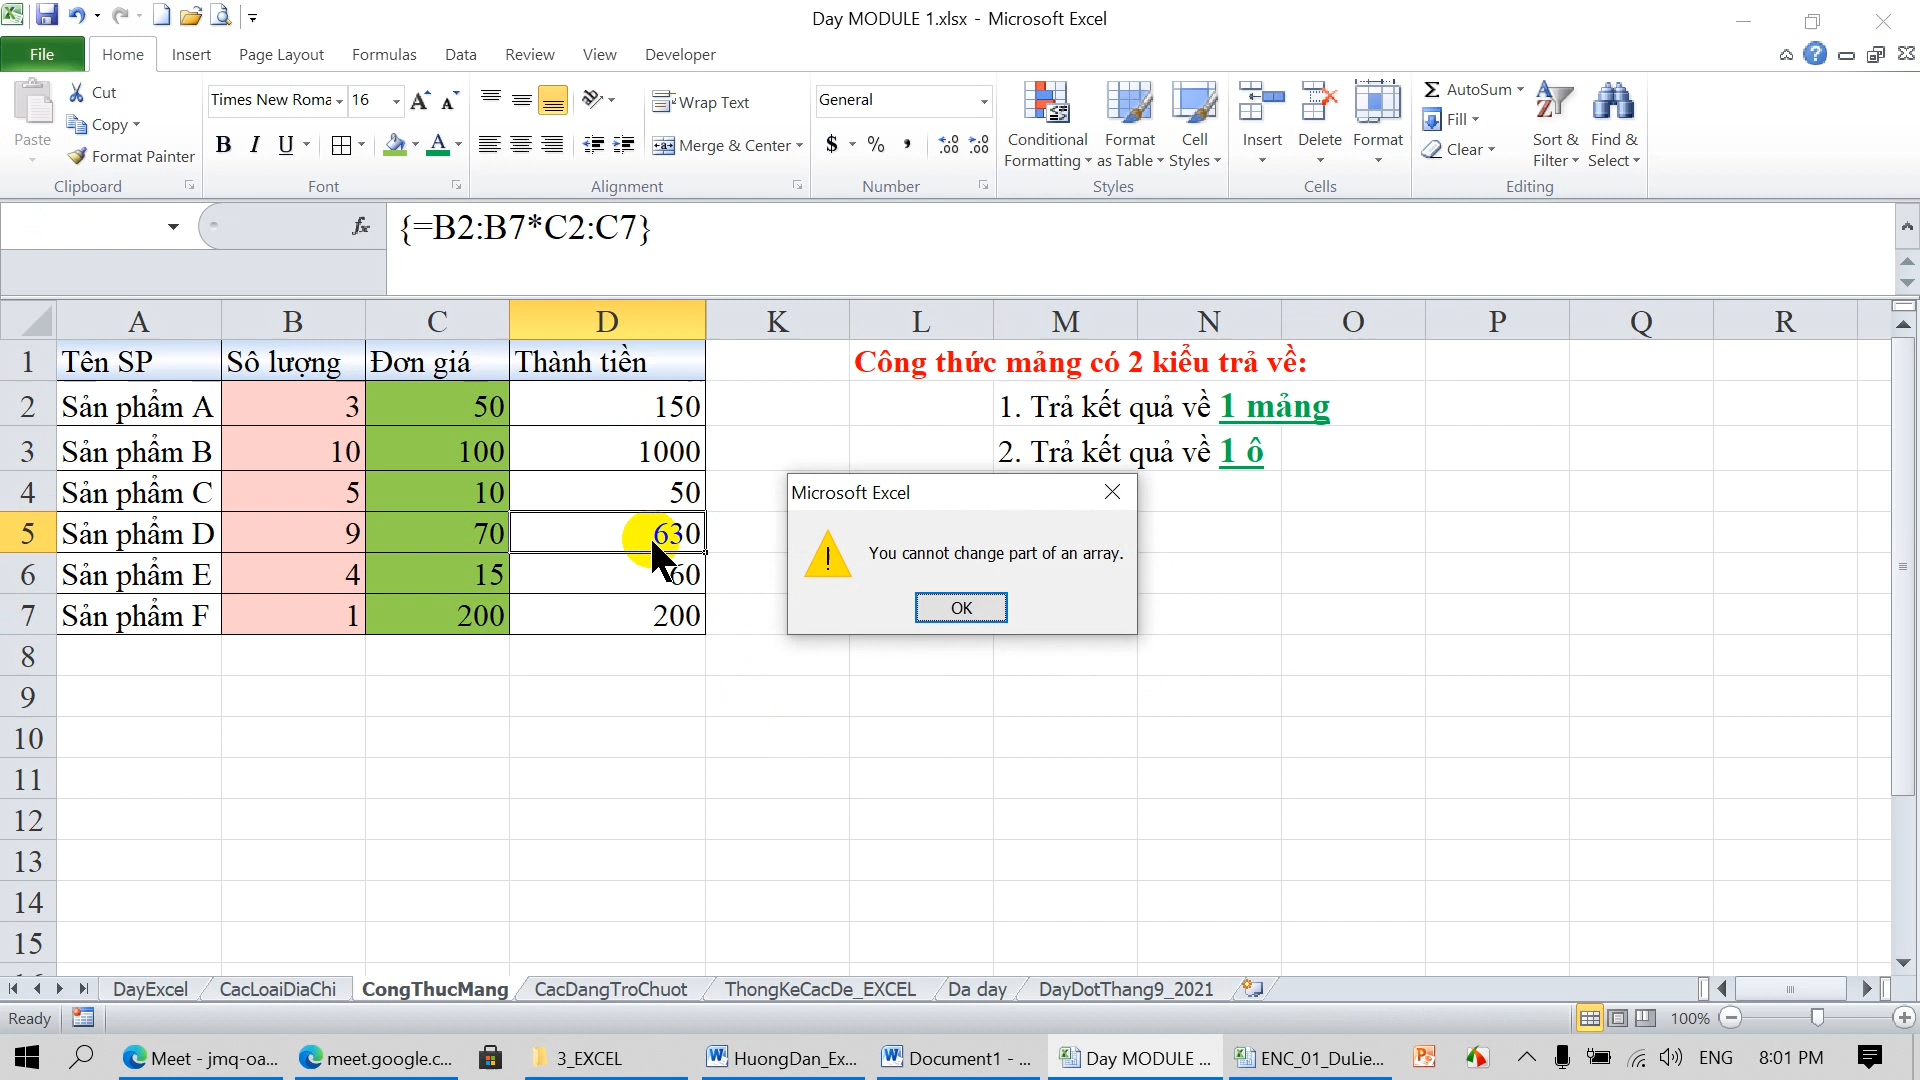 Day MODULE 1.xlsx - Microsoft Excel
File Home Insert Page Layout Formulas Data Review View Developer
Paste
Cut
Copy
Format Painter
Clipboard
Times New Roma 16
B I U
Font
Wrap Text
Merge & Center
Alignment
General
$ % ,
Number
Conditional Formatting
Format as Table
Cell Styles
Styles
Insert
Delete
Format
Cells
Σ AutoSum
Fill
Clear
Sort & Filter
Find & Select
Editing
fx {=B2:B7*C2:C7}
A B C D K L M N O P Q R
1 Tên SP Sô lượng Đơn giá Thành tiền Công thức mảng có 2 kiểu trả về:
2 Sản phẩm A 3 50 150 1. Trả kết quả về 1 mảng
3 Sản phẩm B 10 100 1000 2. Trả kết quả về 1 ô
4 Sản phẩm C 5 10 50
5 Sản phẩm D 9 70 630
6 Sản phẩm E 4 15 60
7 Sản phẩm F 1 200 200
8
9
10
11
12
13
14
15
Microsoft Excel
You cannot change part of an array.
OK
DayExcel CacLoaiDiaChi CongThucMang CacDangTroChuot ThongKeCacDe_EXCEL Da day DayDotThang9_2021
Ready 100%
Meet - jmq-oa... meet.google.c... 3_EXCEL HuongDan_Ex... Document1 - ... Day MODULE ... ENC_01_DuLie... ENG 8:01 PM